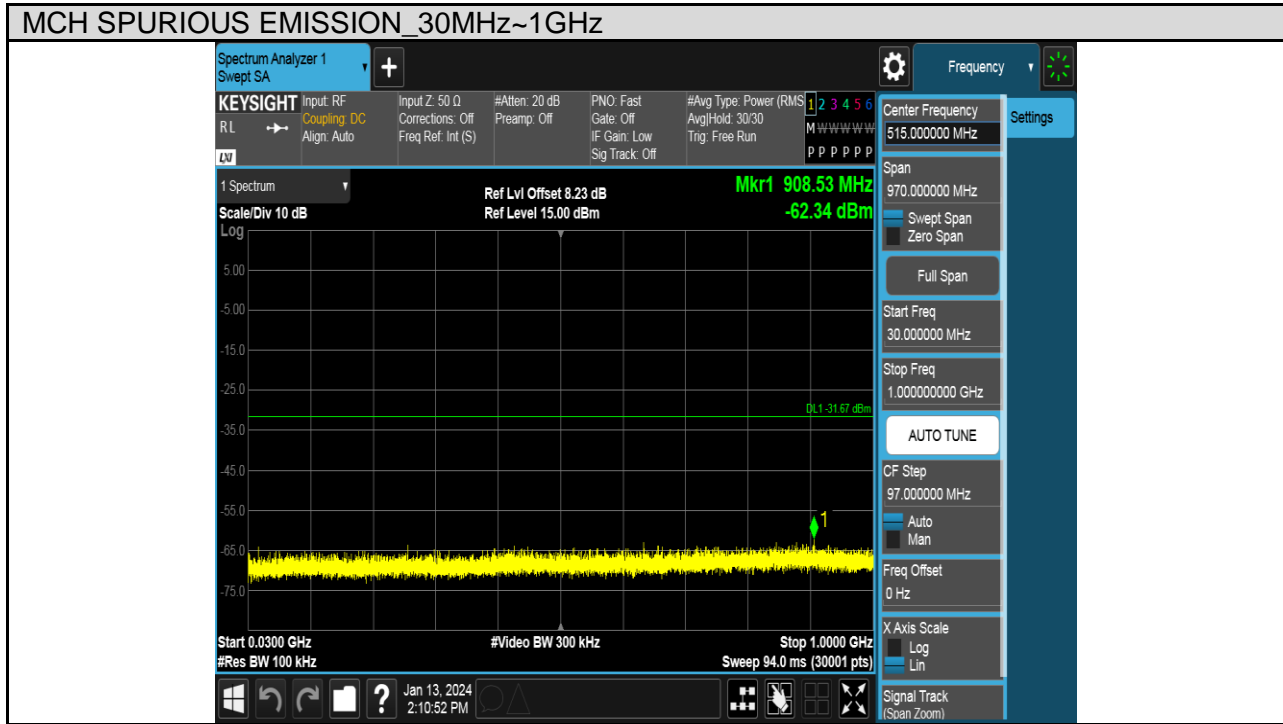 MCH SPURIOUS EMISSION_30MHz~1GHz
Spectrum Analyzer 1
Swept SA
+
Frequency
KEYSIGHT
RL
LXI
Input: RF
Coupling: DC
Align: Auto
Input Z: 50 Ω
Corrections: Off
Freq Ref: Int (S)
#Atten: 20 dB
Preamp: Off
PNO: Fast
Gate: Off
IF Gain: Low
Sig Track: Off
#Avg Type: Power (RMS
Avg|Hold: 30/30
Trig: Free Run
1 2 3 4 5 6
M W W W W W
P P P P P P
1 Spectrum
Scale/Div 10 dB
Log
Ref Lvl Offset 8.23 dB
Ref Level 15.00 dBm
Mkr1 908.53 MHz
-62.34 dBm
5.00
-5.00
-15.0
-25.0
DL1 -31.67 dBm
-35.0
-45.0
-55.0
1
-65.0
-75.0
Start 0.0300 GHz
#Res BW 100 kHz
#Video BW 300 kHz
Stop 1.0000 GHz
Sweep 94.0 ms (30001 pts)
?
Jan 13, 2024
2:10:52 PM
Center Frequency
515.000000 MHz
Span
970.000000 MHz
Swept Span
Zero Span
Full Span
Start Freq
30.000000 MHz
Stop Freq
1.000000000 GHz
AUTO TUNE
CF Step
97.000000 MHz
Auto
Man
Freq Offset
0 Hz
X Axis Scale
Log
Lin
Signal Track
(Span Zoom)
Settings